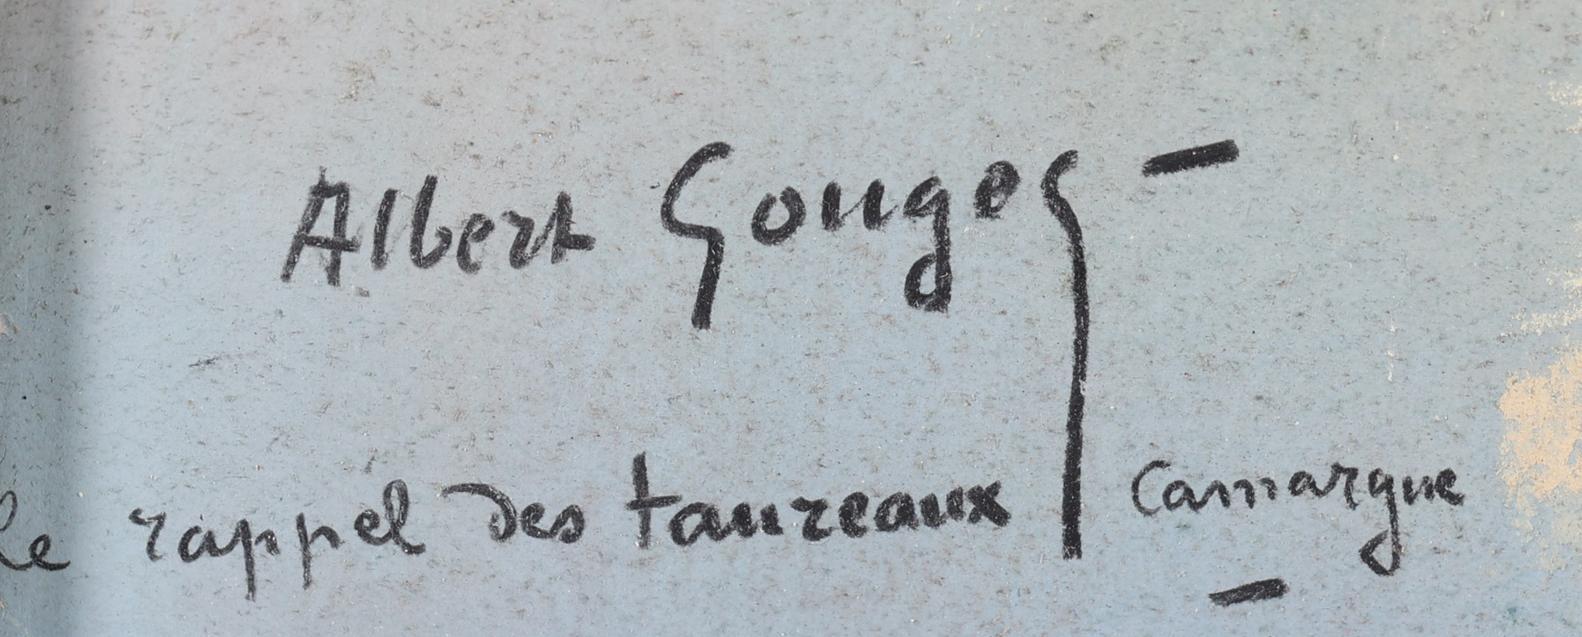 Albert Gouges –
le rappel des taureaux Camargue –